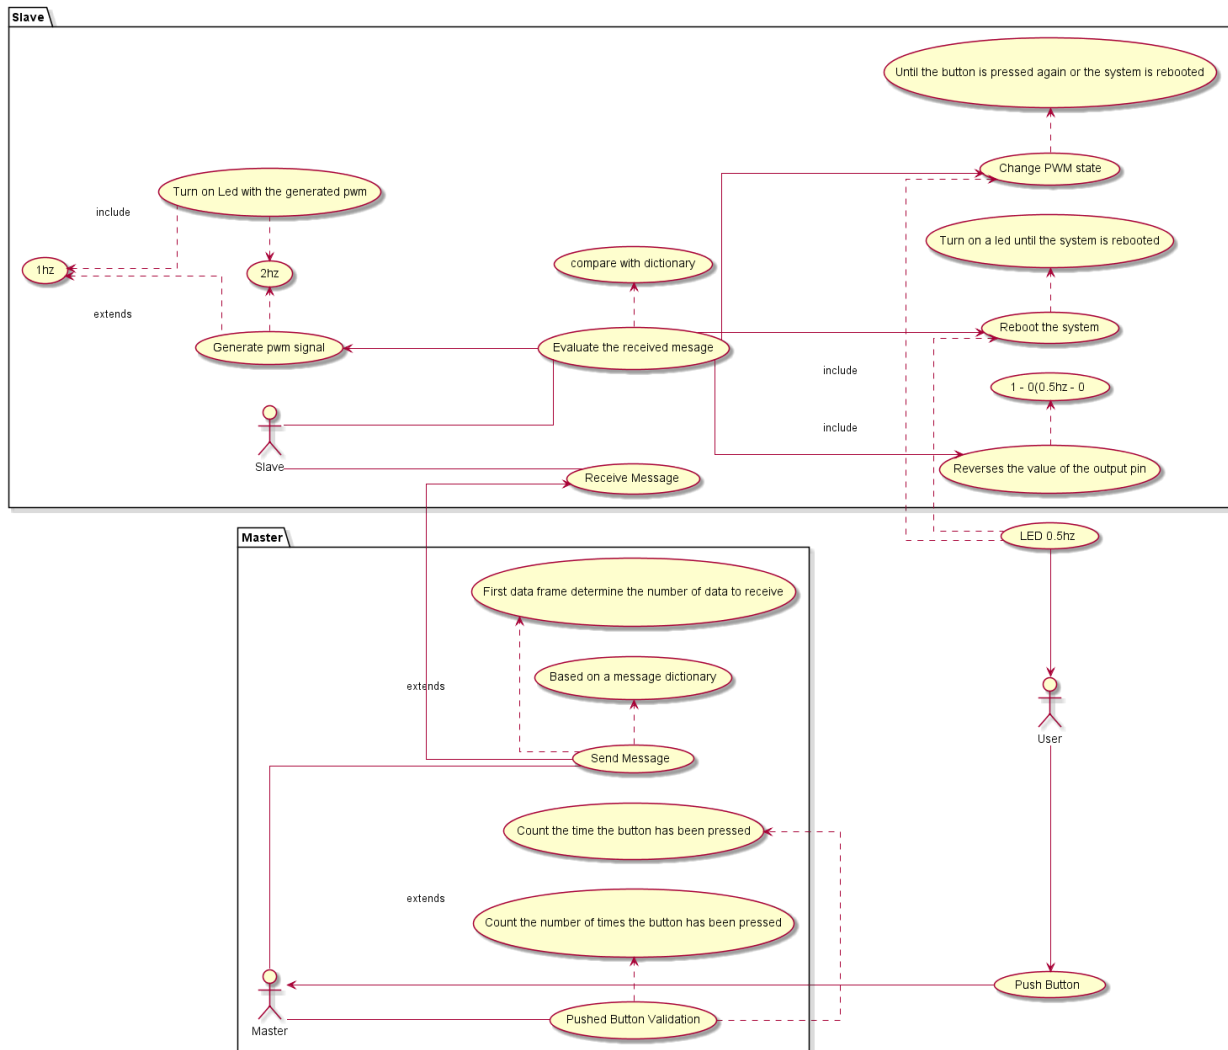 Slave
Until the button is pressed again or the system is rebooted
Change PWM state
Turn on Led with the generated pwm
include
Turn on a led until the system is rebooted
compare with dictionary
1hz
2hz
extends
Generate pwm signal
Evaluate the received mesage
Reboot the system
include
1 - 0(0.5hz - 0
include
Slave
Reverses the value of the output pin
Receive Message
Master
LED 0.5hz
First data frame determine the number of data to receive
Based on a message dictionary
extends
User
Send Message
Count the time the button has been pressed
extends
Count the number of times the button has been pressed
Push Button
Master
Pushed Button Validation